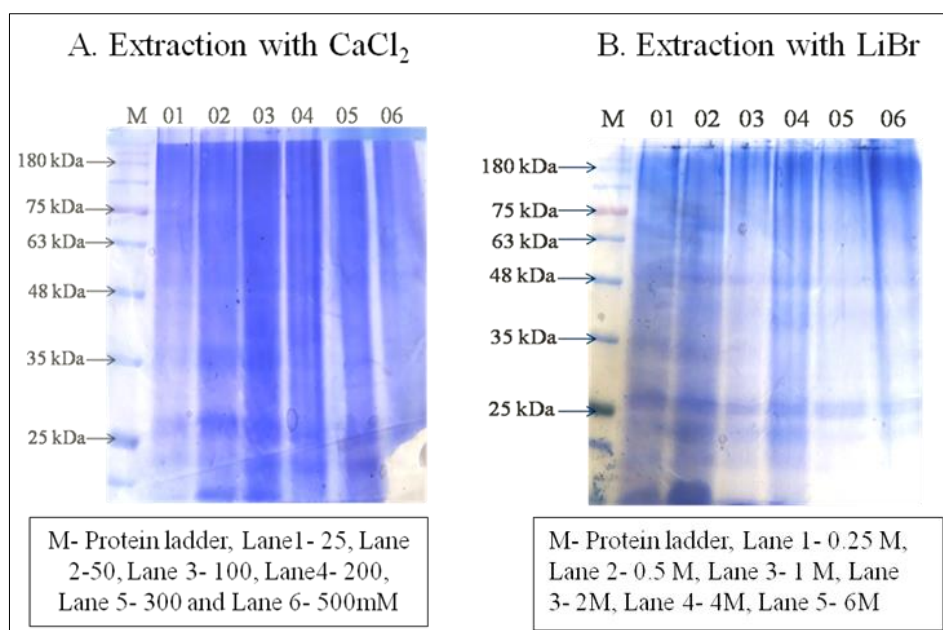 A. Extraction with CaCl₂
M 01 02 03 04 05 06
180 kDa
75 kDa
63 kDa
48 kDa
35 kDa
25 kDa
M- Protein ladder, Lane1- 25, Lane
2-50, Lane 3- 100, Lane4- 200,
Lane 5- 300 and Lane 6- 500mM
B. Extraction with LiBr
M 01 02 03 04 05 06
180 kDa
75 kDa
63 kDa
48 kDa
35 kDa
25 kDa
M- Protein ladder, Lane 1- 0.25 M,
Lane 2- 0.5 M, Lane 3- 1 M, Lane
3- 2M, Lane 4- 4M, Lane 5- 6M